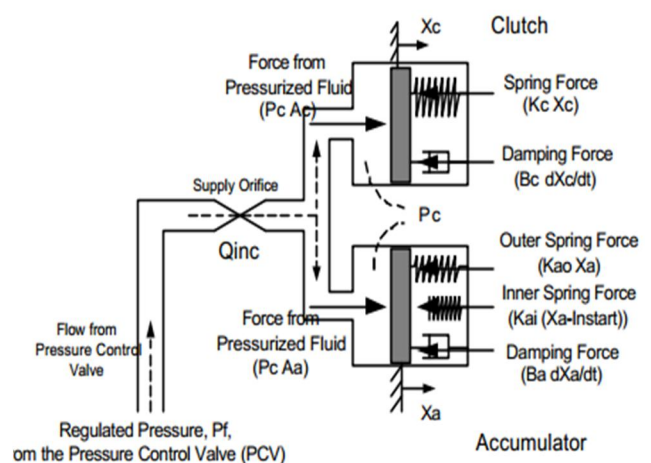 Xc
Clutch
Force from
Pressurized Fluid
(Pc Ac)
Spring Force
(Kc Xc)
Damping Force
(Bc dXc/dt)
Supply Orifice
Pc
Qinc
Outer Spring Force
(Kao Xa)
Inner Spring Force
(Kai (Xa-Instart))
Damping Force
(Ba dXa/dt)
Force from
Pressurized Fluid
(Pc Aa)
Flow from
Pressure Control
Valve
Xa
Regulated Pressure, Pf,
om the Pressure Control Valve (PCV)
Accumulator